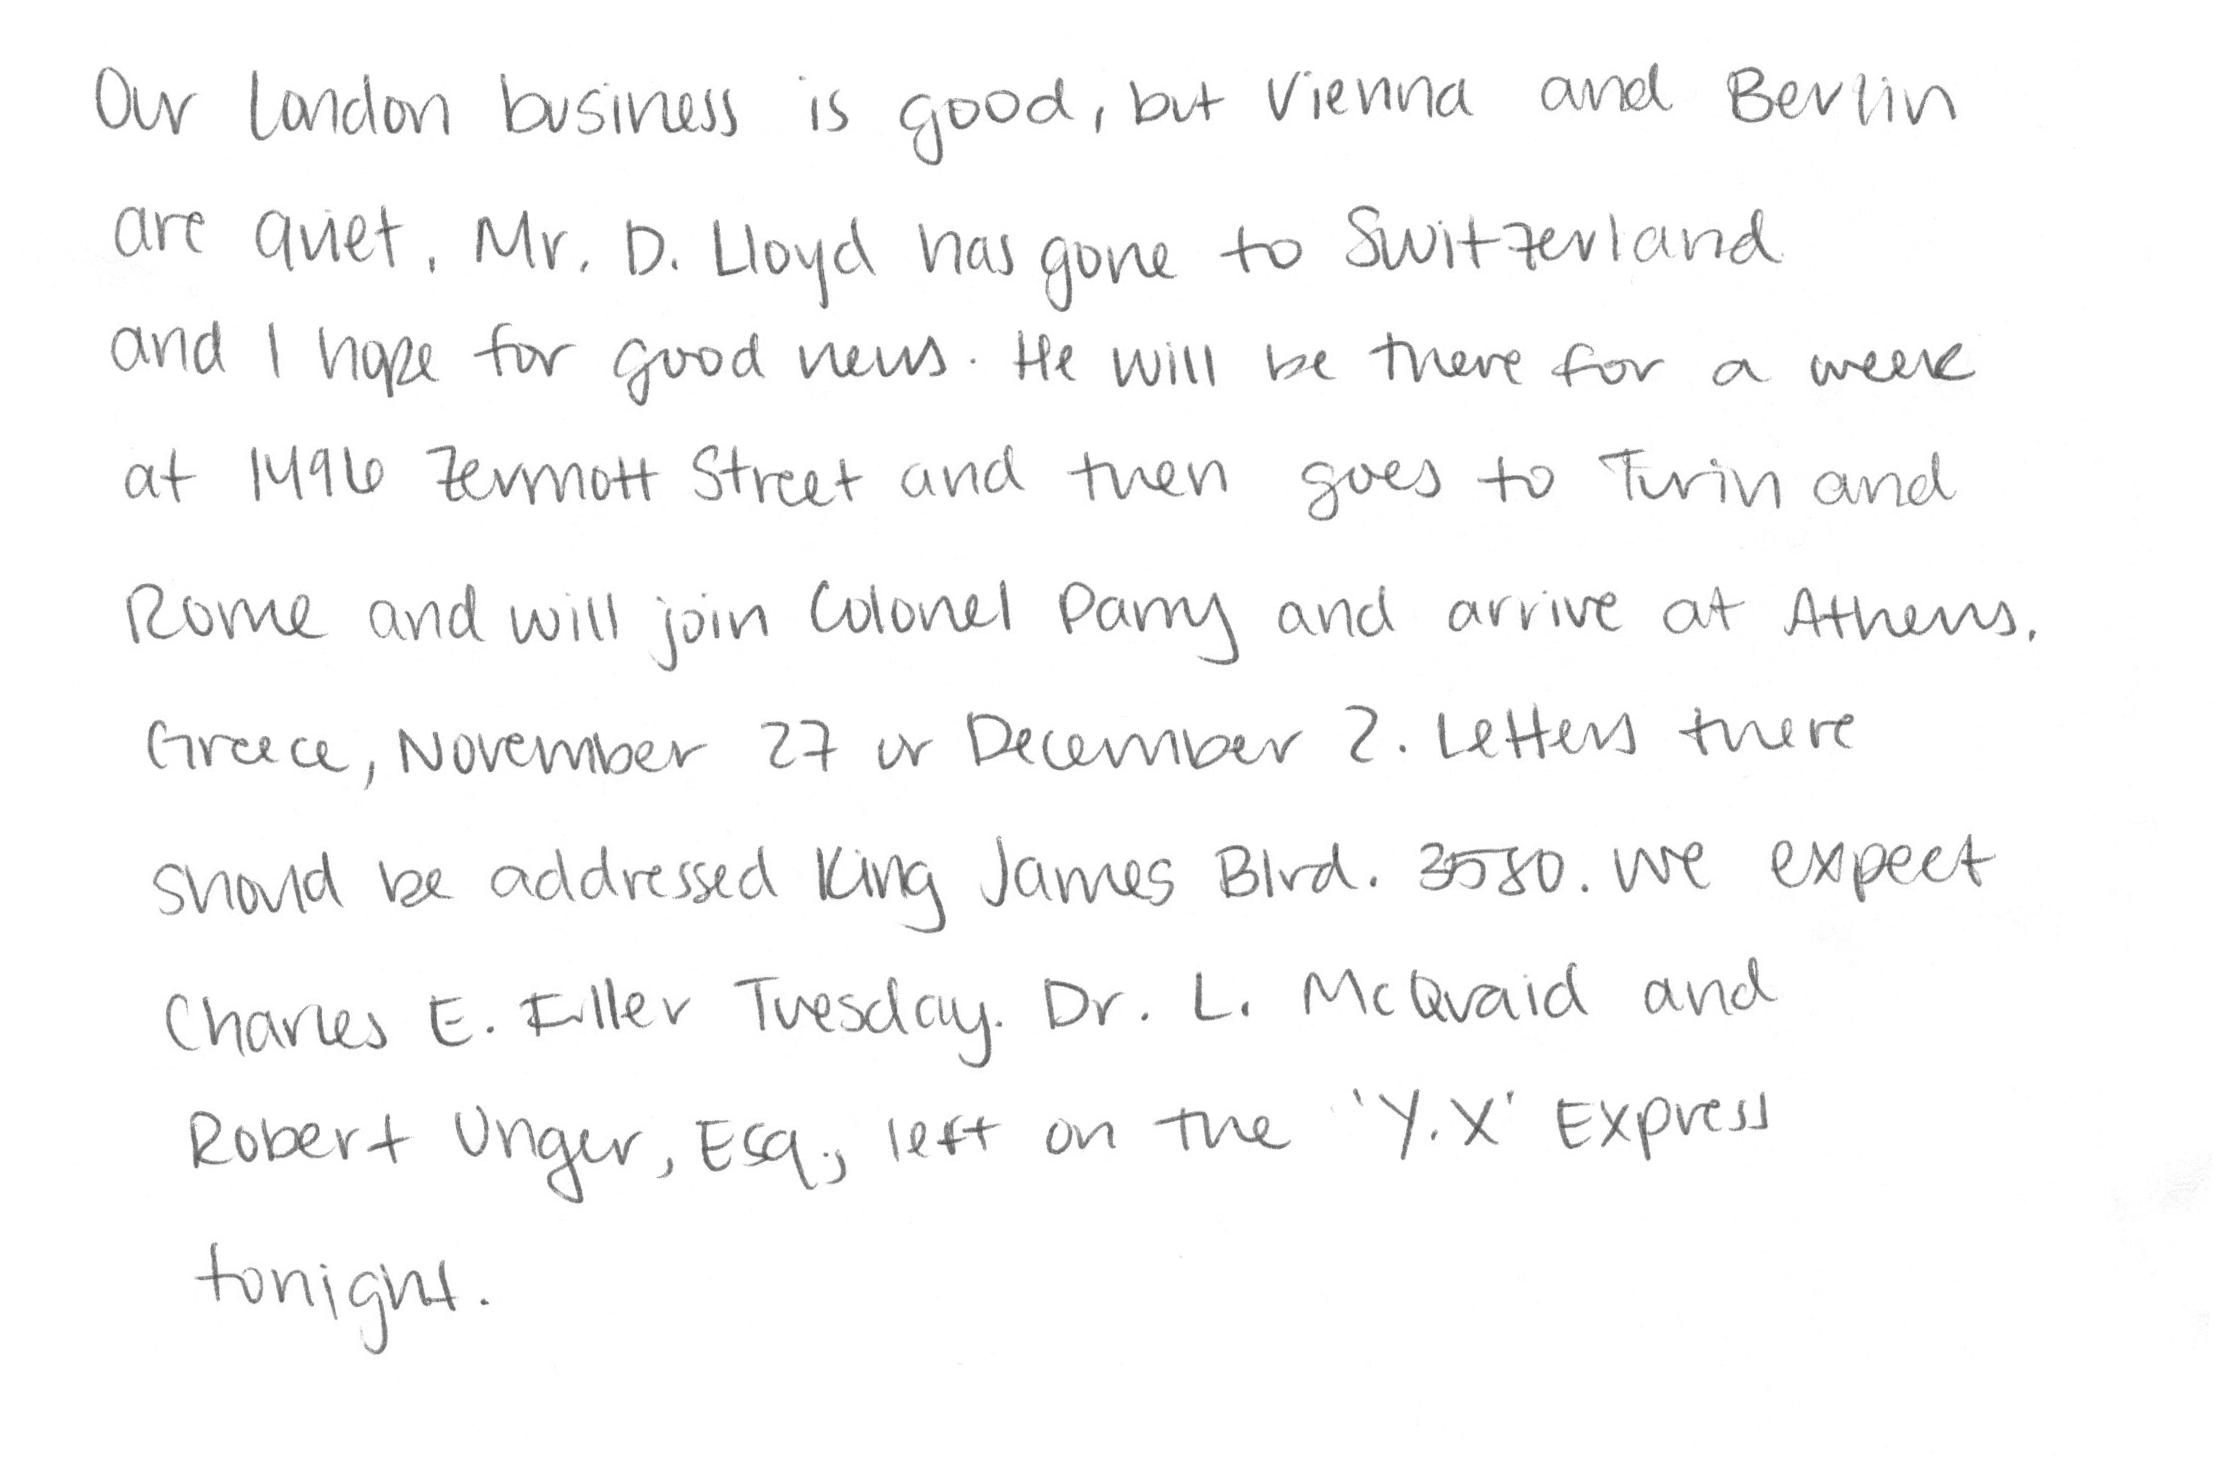 Our London business is good, but Vienna and Berlin
are quiet. Mr. D. Lloyd has gone to Switzerland
and I hope for good news. He will be there for a week
at 1496 Zermott Street and then goes to Turin and
Rome and will join Colonel Parry and arrive at Athens,
Greece, November 27 or December 2. Letters there
should be addressed King James Blvd. 3580. We expect
Charles E. Filler Tuesday. Dr. L. McQuaid and
Robert Unger, Esq., left on the 'Y.X' Express
tonight.